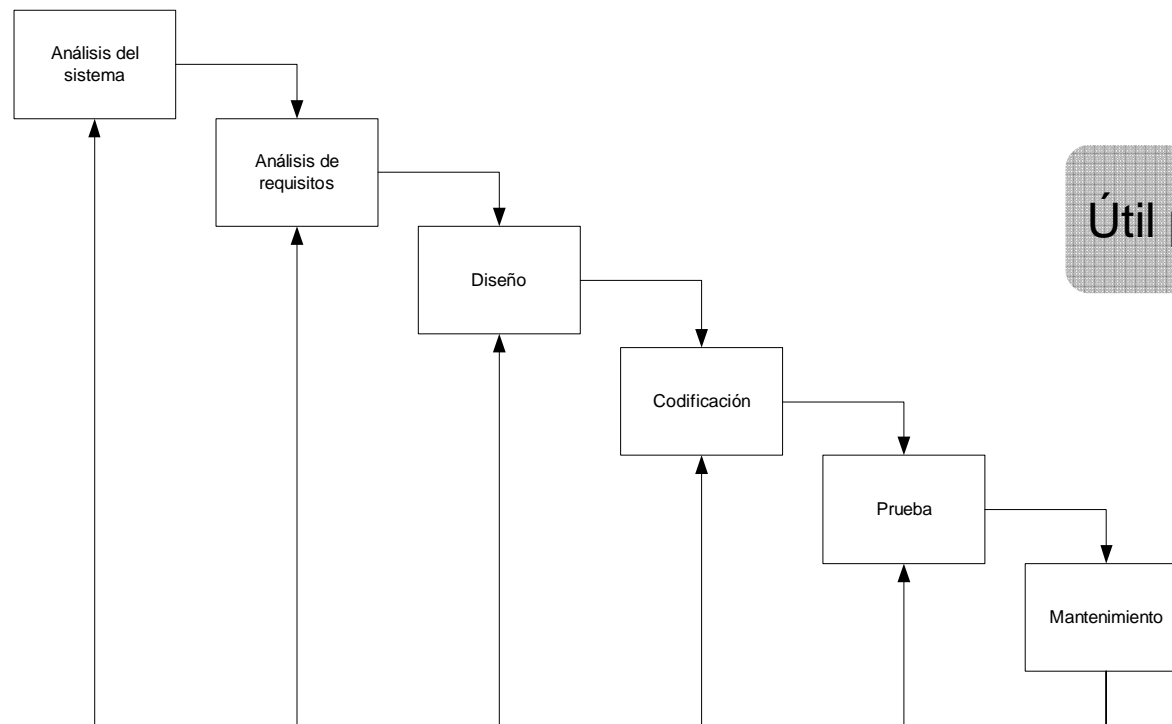 Análisis del
sistema
Análisis de
requisitos
Útil
Diseño
Codificación
Prueba
Mantenimiento